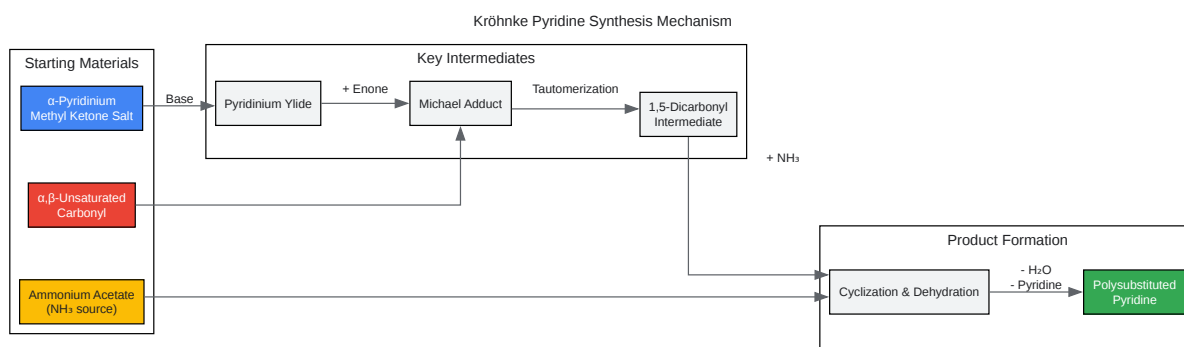 Kröhnke Pyridine Synthesis Mechanism
Starting Materials
α-Pyridinium
Methyl Ketone Salt
α,β-Unsaturated
Carbonyl
Ammonium Acetate
(NH₃ source)
Base
Key Intermediates
Pyridinium Ylide
+ Enone
Michael Adduct
Tautomerization
1,5-Dicarbonyl
Intermediate
+ NH₃
Product Formation
Cyclization & Dehydration
- H₂O
- Pyridine
Polysubstituted
Pyridine